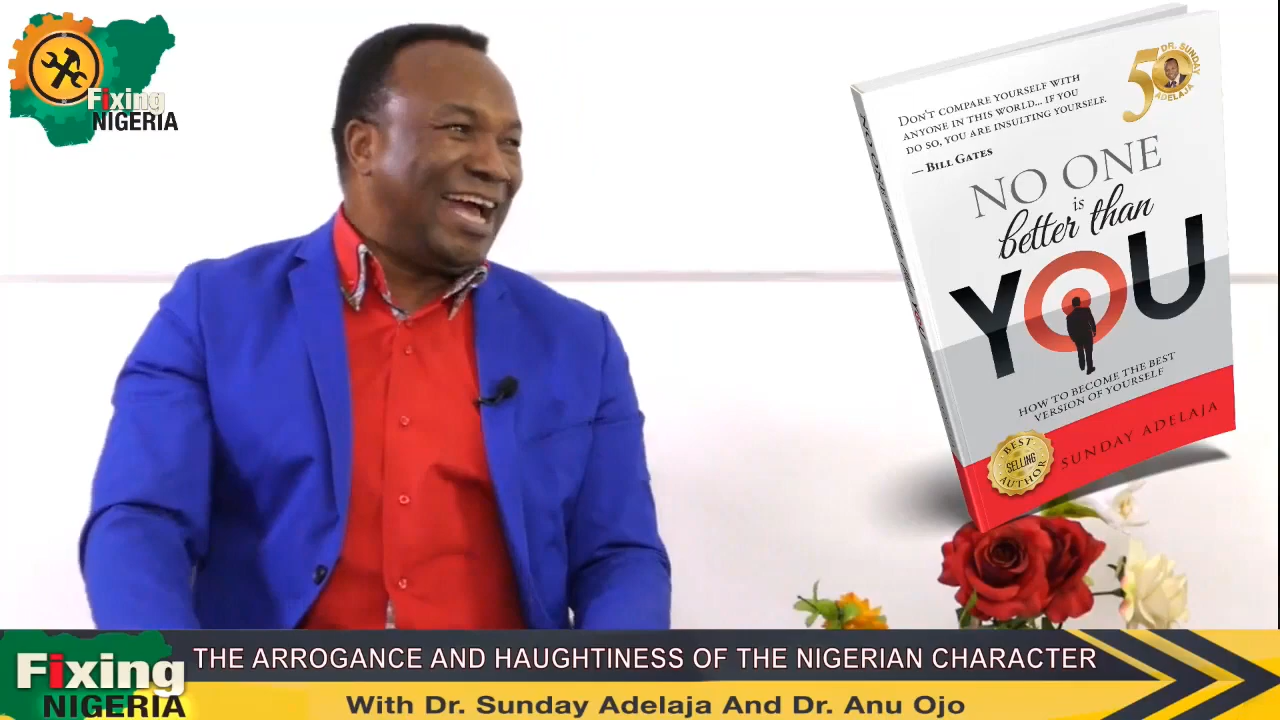 Fixing
NIGERIA
DON'T COMPARE YOURSELF WITH
ANYONE IN THIS WORLD... IF YOU
DO SO, YOU ARE INSULTING YOURSELF.
— BILL GATES
50
DR. SUNDAY
ADELAJA
NO ONE
is
better than
YOU
HOW TO BECOME THE BEST
VERSION OF YOURSELF
BEST
SELLING
AUTHOR
SUNDAY ADELAJA
Fixing
NIGERIA
THE ARROGANCE AND HAUGHTINESS OF THE NIGERIAN CHARACTER
With Dr. Sunday Adelaja And Dr. Anu Ojo